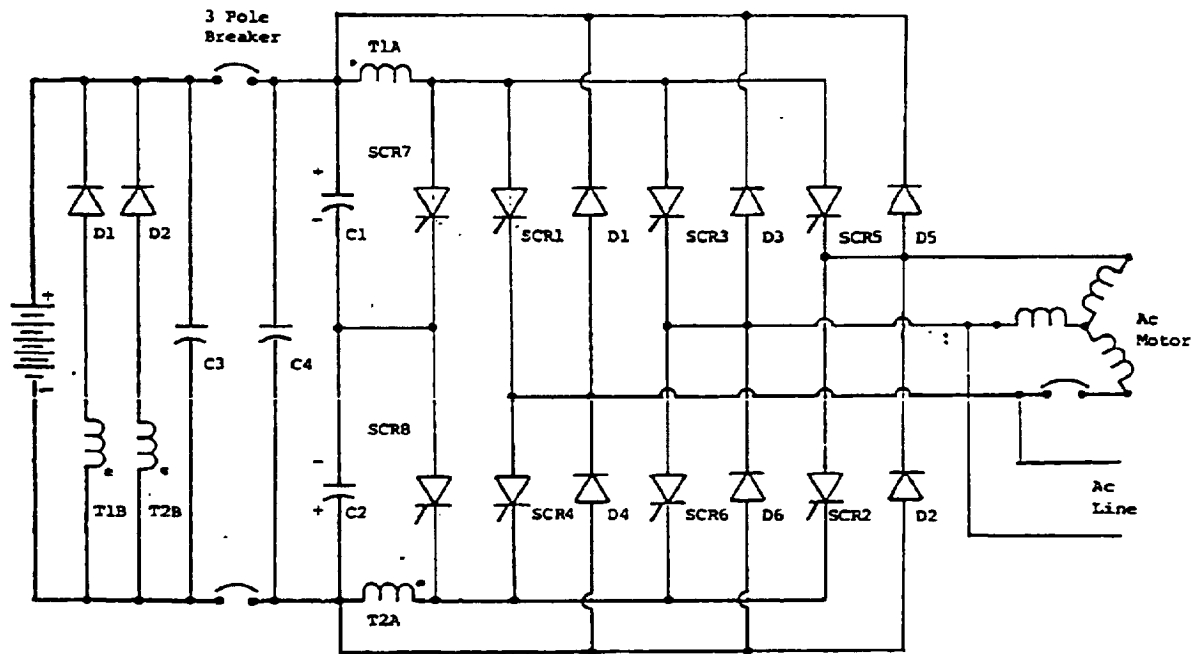 3 Pole
Breaker
T1A
SCR7
+
-
C1
D1
D2
SCR1
D1
SCR3
D3
SCR5
D5
+
-
C3
C4
Ac
Motor
SCR8
-
+
C2
T1B
T2B
SCR4
D4
SCR6
D6
SCR2
D2
Ac
Line
T2A